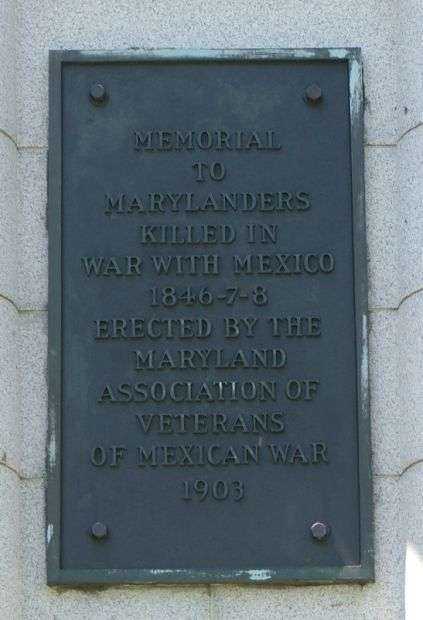 MEMORIAL
TO
MARYLANDERS
KILLED IN
WAR WITH MEXICO
1846-7-8
ERECTED BY THE
MARYLAND
ASSOCIATION OF
VETERANS
OF MEXICAN WAR
1903